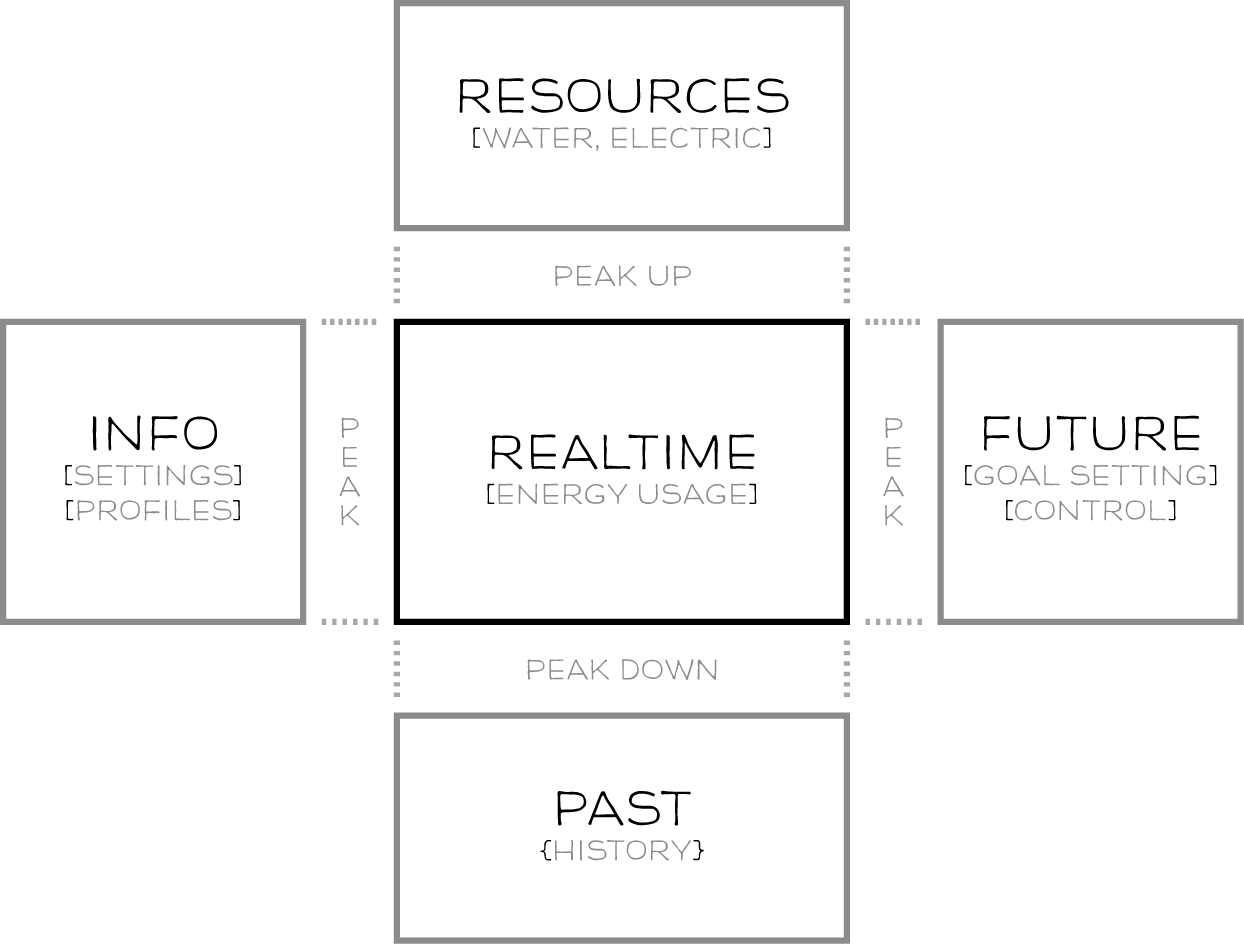 RESOURCES
[WATER, ELECTRIC]
PEAK UP
INFO
[SETTINGS]
[PROFILES]
PEAK
REALTIME
[ENERGY USAGE]
PEAK
FUTURE
[GOAL SETTING]
[CONTROL]
PEAK DOWN
PAST
{HISTORY}